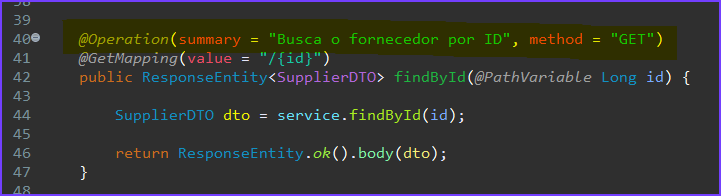 38
39
40 @Operation(summary = "Busca o fornecedor por ID", method = "GET")
41 @GetMapping(value = "/{id}")
42 public ResponseEntity<SupplierDTO> findById(@PathVariable Long id) {
43
44 SupplierDTO dto = service.findById(id);
45
46 return ResponseEntity.ok().body(dto);
47 }
48